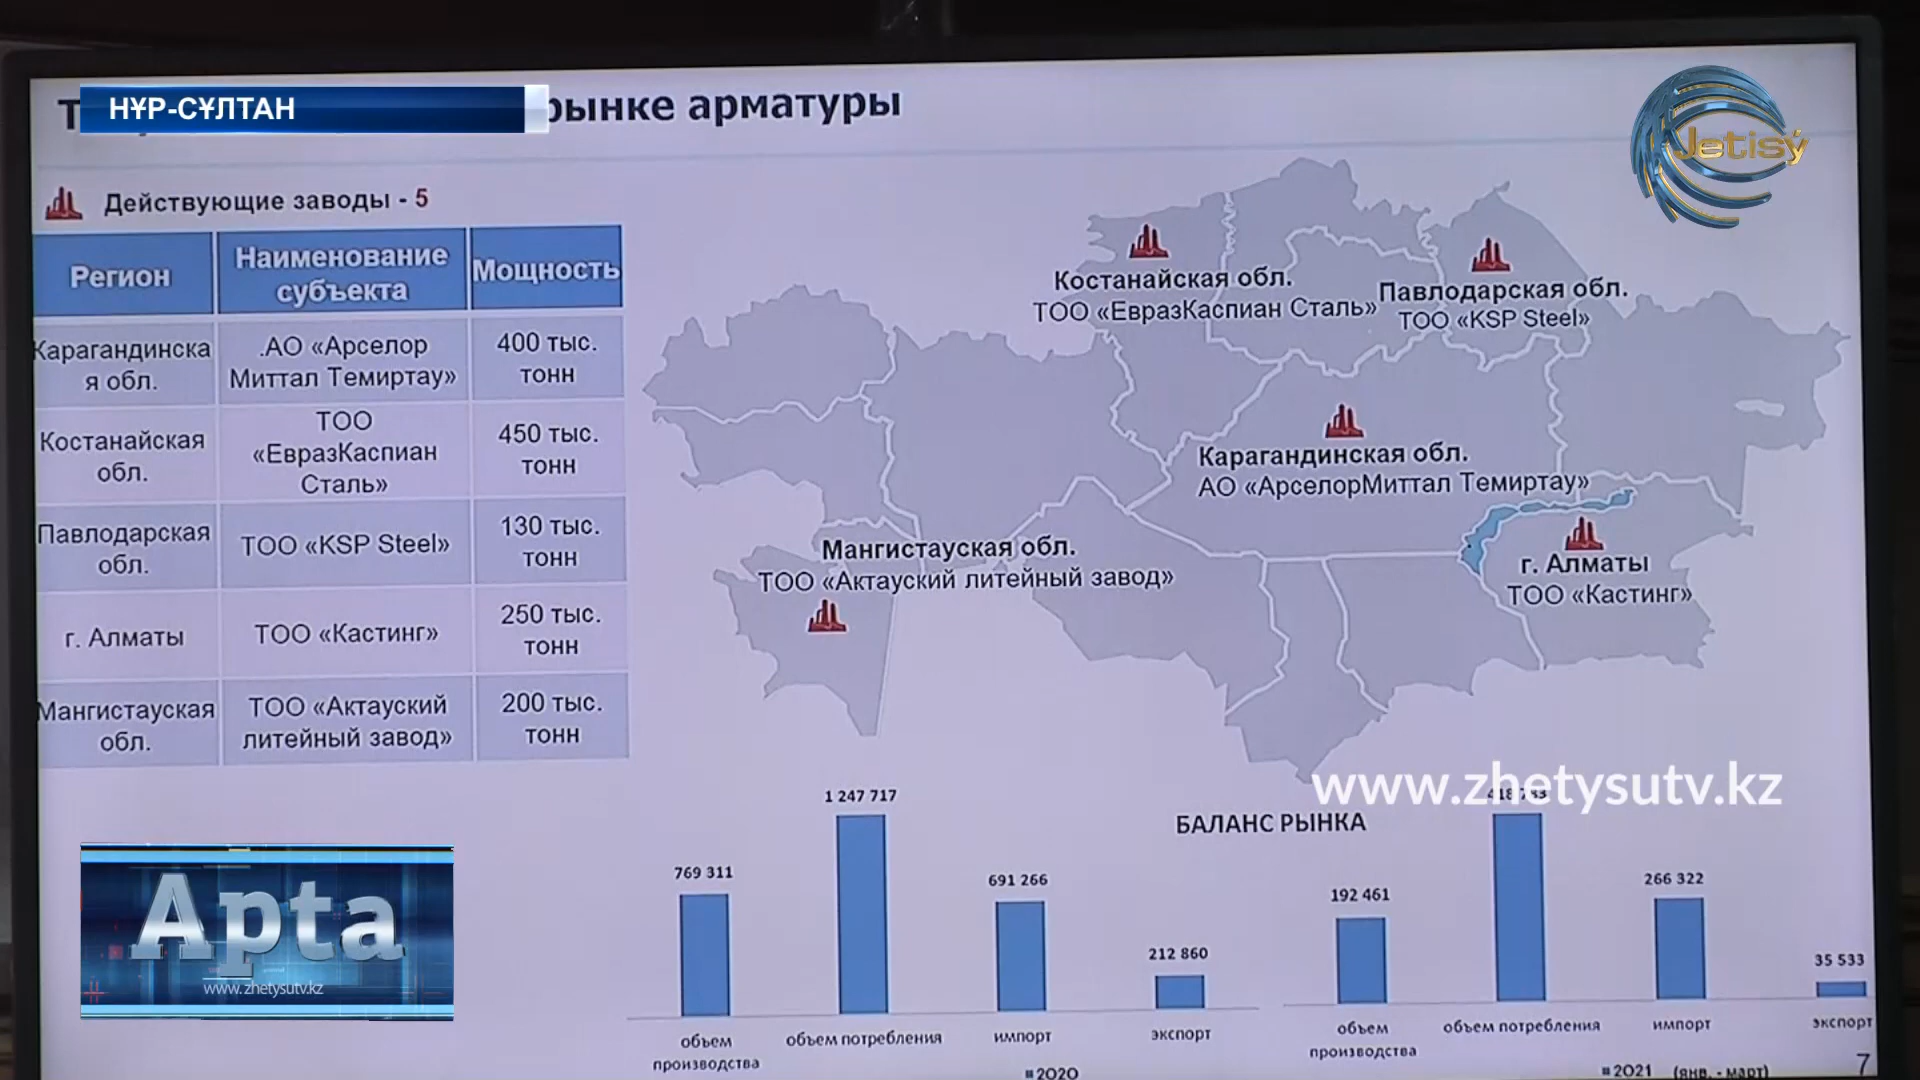 НҰР-СҰЛТАН
рынке арматуры
Jetisý
Действующие заводы - 5
Регион
Наименование
субъекта
Мощность
Карагандинска
я обл.
.АО «Арселор
Миттал Темиртау»
400 тыс.
тонн
Костанайская
обл.
ТОО
«ЕвразКаспиан
Сталь»
450 тыс.
тонн
Павлодарская
обл.
ТОО «KSP Steel»
130 тыс.
тонн
г. Алматы
ТОО «Кастинг»
250 тыс.
тонн
Мангистауская
обл.
ТОО «Актауский
литейный завод»
200 тыс.
тонн
Костанайская обл.
ТОО «ЕвразКаспиан Сталь»
Павлодарская обл.
ТОО «KSP Steel»
Карагандинская обл.
АО «АрселорМиттал Темиртау»
Мангистауская обл.
ТОО «Актауский литейный завод»
г. Алматы
ТОО «Кастинг»
www.zhetysutv.kz
БАЛАНС РЫНКА
769 311
1 247 717
691 266
212 860
объем
производства
объем потребления
импорт
экспорт
2020
192 461
266 322
35 533
объем
производства
объем потребления
импорт
экспорт
2021 (янв. - март)
7
Арта
www.zhetysutv.kz